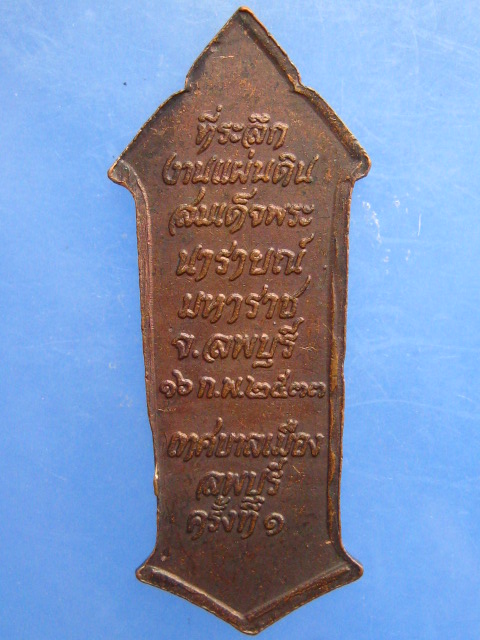 ที่ระลึก
งานแผ่นดิน
สมเด็จพระ
นารายณ์
มหาราช
จ.ลพบุรี
๑๖ ก.พ.๒๕๓๓
เทศบาลเมือง
ลพบุรี
ครั้งที่ ๑